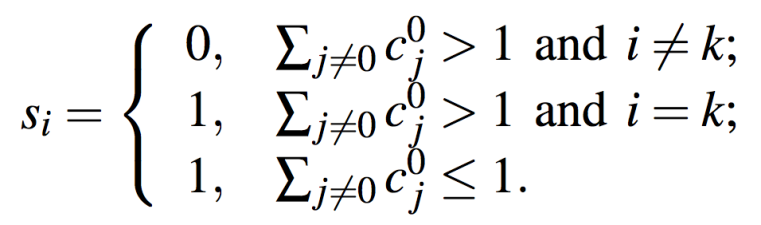 0, ∑_{j≠0} c_j^0 > 1 and i ≠ k;
s_i = { 1, ∑_{j≠0} c_j^0 > 1 and i = k;
1, ∑_{j≠0} c_j^0 ≤ 1.